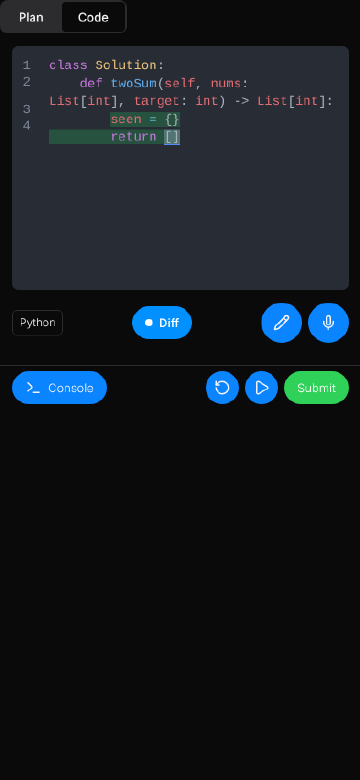 Plan Code
1 class Solution:
2     def twoSum(self, nums:
List[int], target: int) -> List[int]:
3         seen = {}
4         return []
Python Diff
Console Submit